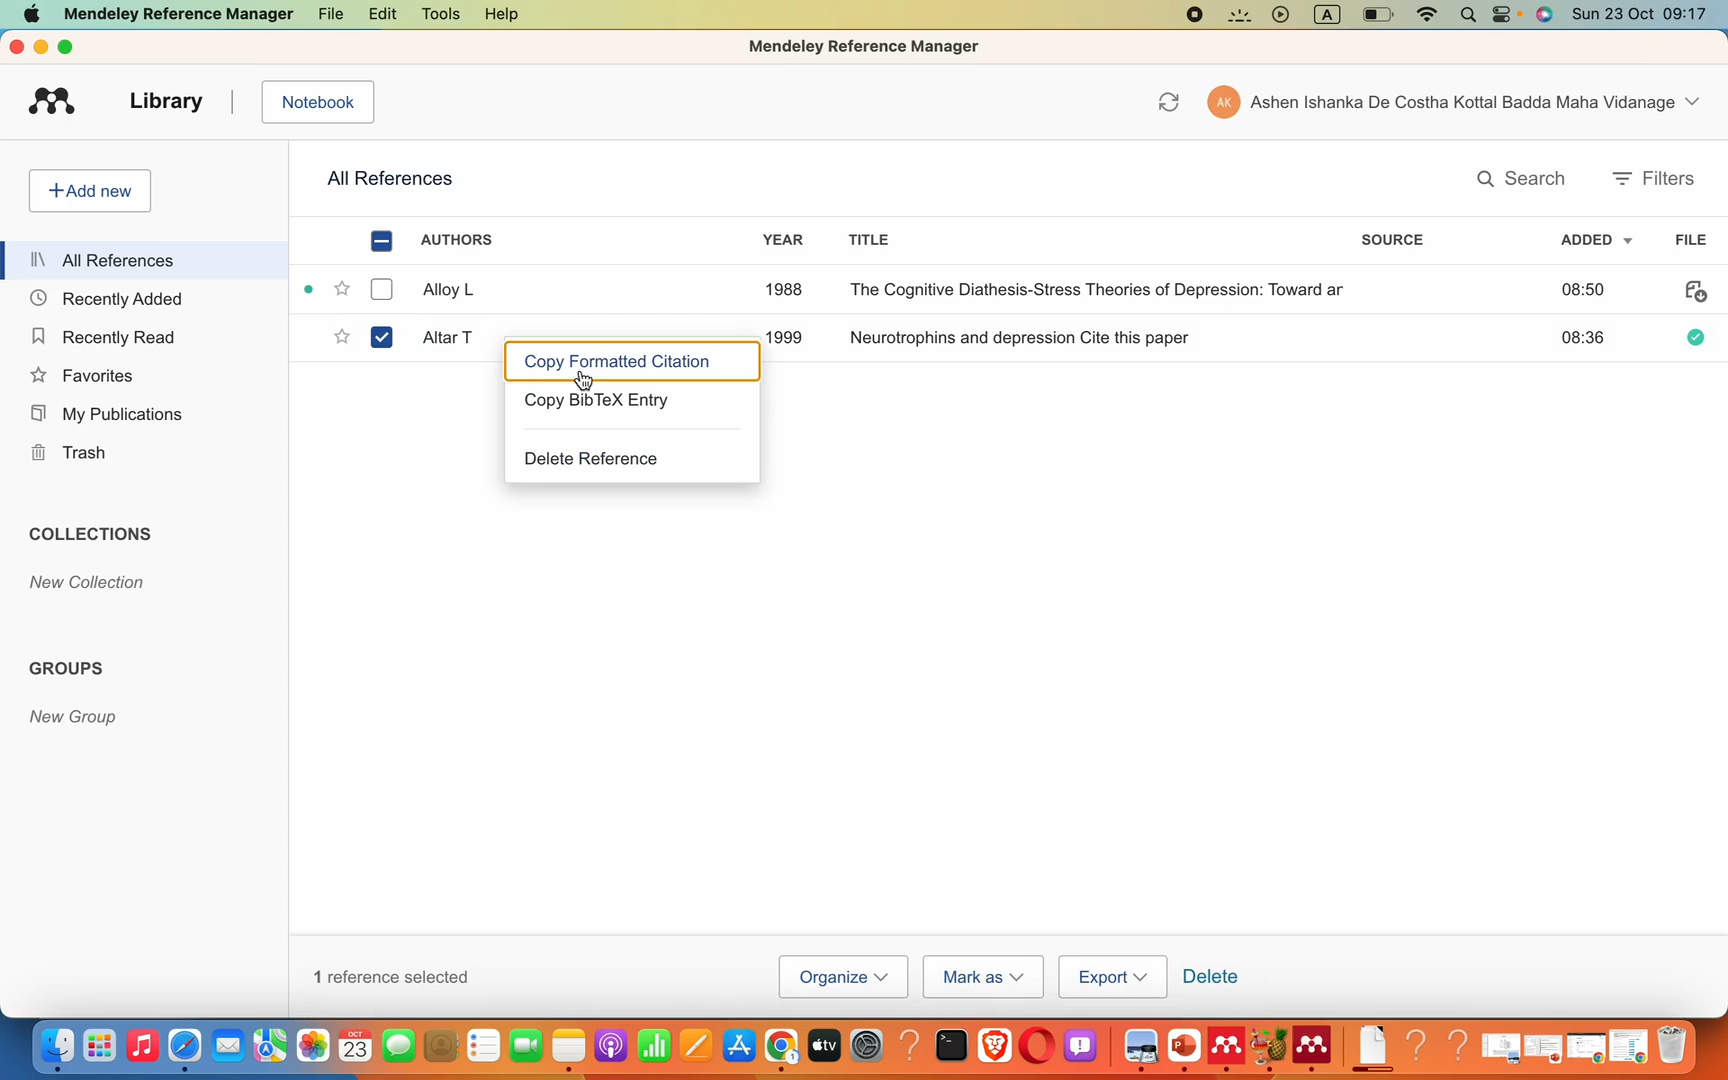 Mendeley Reference Manager File Edit Tools Help A Sun 23 Oct 09:17
Mendeley Reference Manager
Library Notebook AK Ashen Ishanka De Costha Kottal Badda Maha Vidanage
+Add new
All References
Recently Added
Recently Read
Favorites
My Publications
Trash
COLLECTIONS
New Collection
GROUPS
New Group
All References Search Filters
AUTHORS YEAR TITLE SOURCE ADDED FILE
Alloy L 1988 The Cognitive Diathesis-Stress Theories of Depression: Toward ar 08:50
Altar T 1999 Neurotrophins and depression Cite this paper 08:36
Copy Formatted Citation
Copy BibTeX Entry
Delete Reference
1 reference selected Organize Mark as Export Delete
OCT
23
tv
1